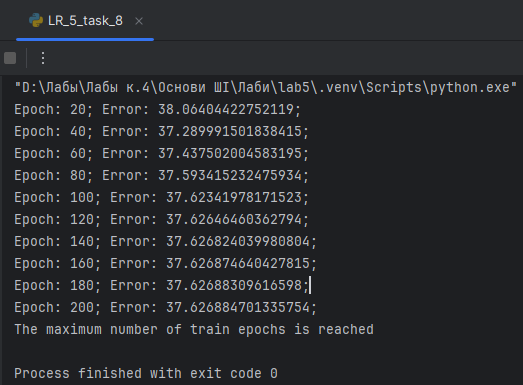 LR_5_task_8
"D:\Лабы\Лабы к.4\Основи ШІ\Лаби\lab5\.venv\Scripts\python.exe"
Epoch: 20; Error: 38.06404422752119;
Epoch: 40; Error: 37.289991501838415;
Epoch: 60; Error: 37.437502004583195;
Epoch: 80; Error: 37.593415232475934;
Epoch: 100; Error: 37.62341978171523;
Epoch: 120; Error: 37.62646460362794;
Epoch: 140; Error: 37.626824039980804;
Epoch: 160; Error: 37.626874640427815;
Epoch: 180; Error: 37.62688309616598;
Epoch: 200; Error: 37.626884701335754;
The maximum number of train epochs is reached
Process finished with exit code 0